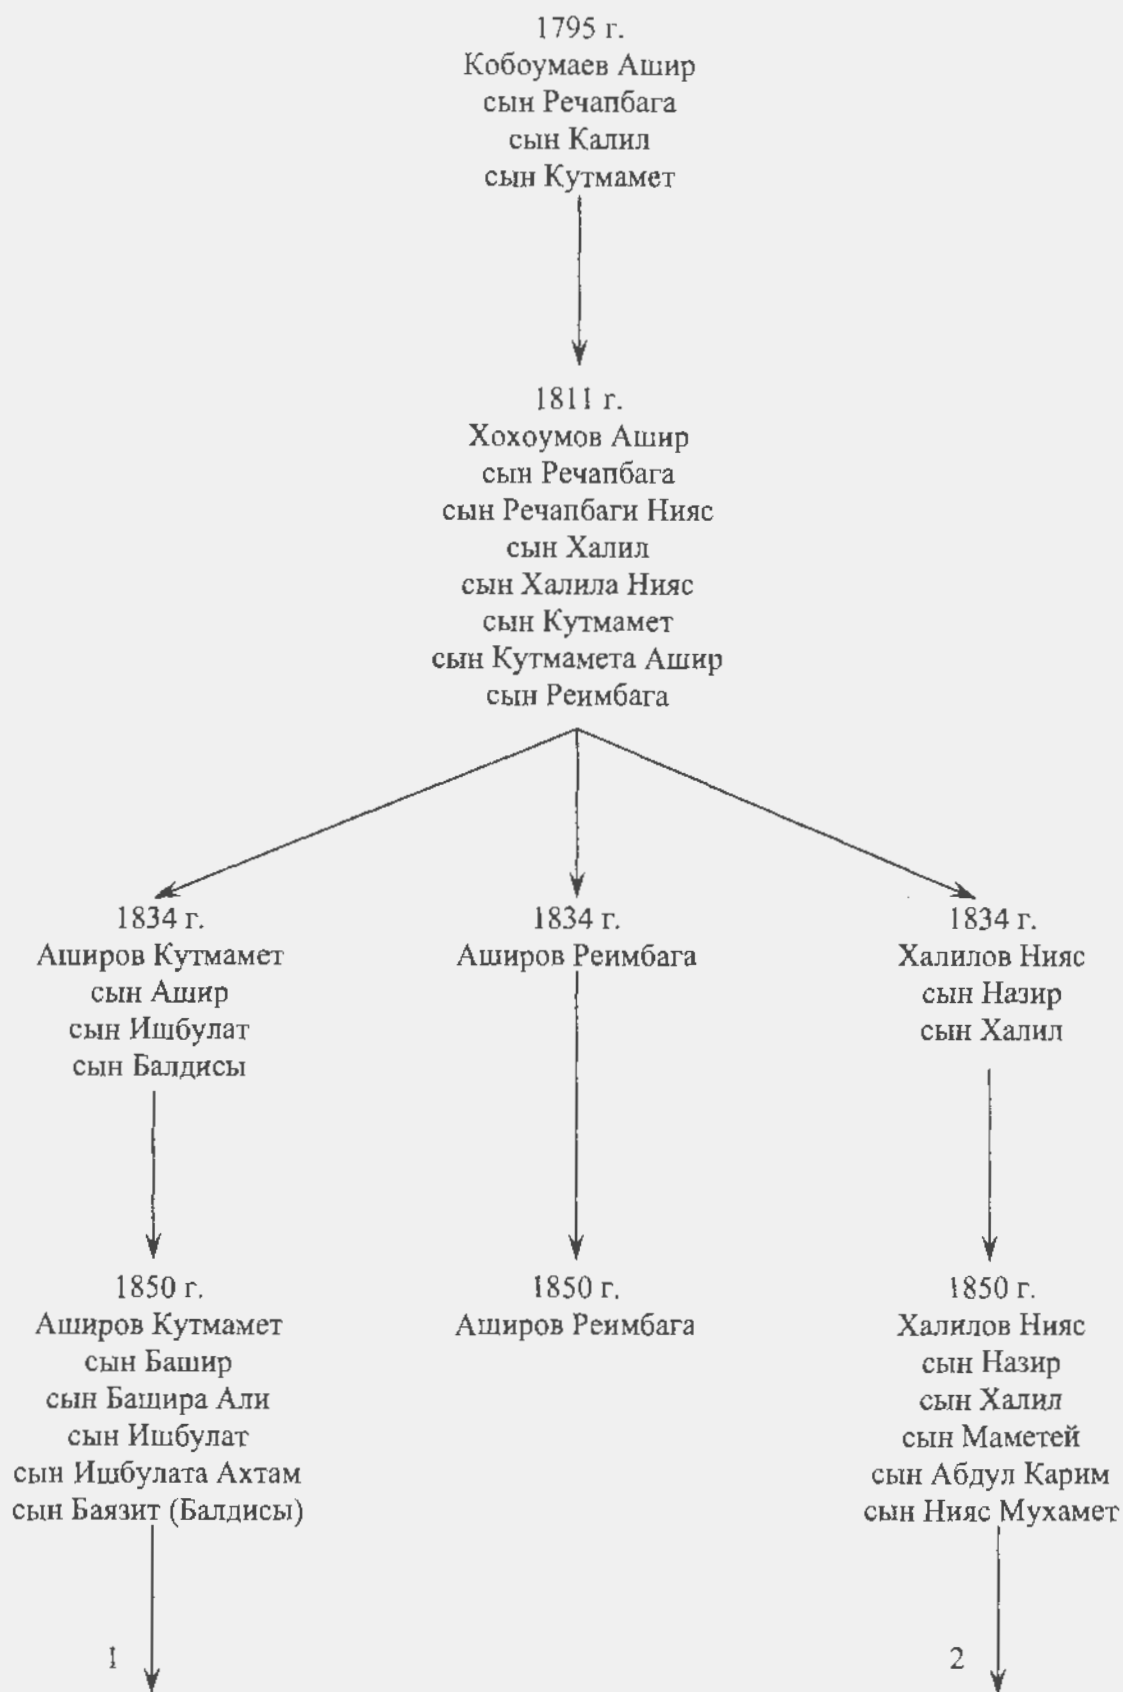 1795 г.
Кобоумаев Ашир
сын Речапбага
сын Калил
сын Кутмамет
1811 г.
Хохоумов Ашир
сын Речапбага
сын Речапбаги Нияс
сын Халил
сын Халила Нияс
сын Кутмамет
сын Кутмамета Ашир
сын Реимбага
1834 г.
Аширов Кутмамет
сын Ашир
сын Ишбулат
сын Балдисы
1834 г.
Аширов Реимбага
1834 г.
Халилов Нияс
сын Назир
сын Халил
1850 г.
Аширов Кутмамет
сын Башир
сын Башира Али
сын Ишбулат
сын Ишбулата Ахтам
сын Баязит (Балдисы)
1850 г.
Аширов Реимбага
1850 г.
Халилов Нияс
сын Назир
сын Халил
сын Маметей
сын Абдул Карим
сын Нияс Мухамет
1
2